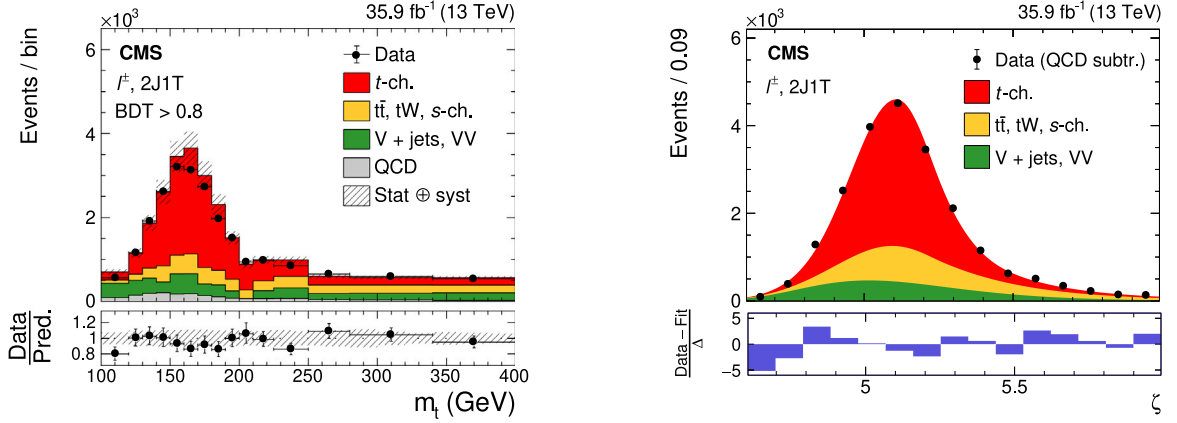 ×10³ 35.9 fb⁻¹ (13 TeV)
Events / bin
6
4
2
0
CMS
l±, 2J1T
BDT > 0.8
Data
t-ch.
tt̄, tW, s-ch.
V + jets, VV
QCD
Stat ⊕ syst
Data
Pred.
1.2
1
0.8
100 150 200 250 300 350 400
mₜ (GeV)
×10³ 35.9 fb⁻¹ (13 TeV)
Events / 0.09
6
4
2
0
CMS
l±, 2J1T
Data (QCD subtr.)
t-ch.
tt̄, tW, s-ch.
V + jets, VV
Data − Fit
Δ
5
0
−5
5 5.5
ζ